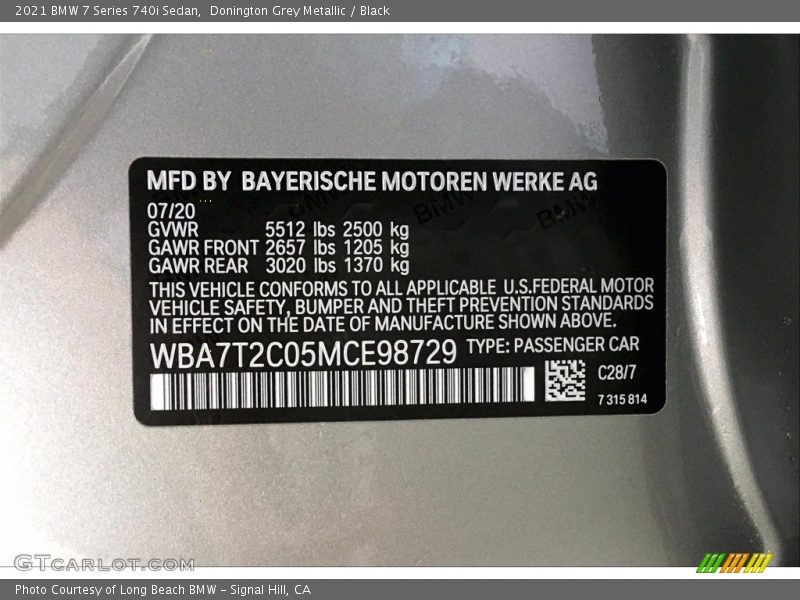 2021 BMW 7 Series 740i Sedan,  Donington Grey Metallic / Black
MFD BY BAYERISCHE MOTOREN WERKE AG
07/20
GVWR 5512 lbs 2500 kg
GAWR FRONT 2657 lbs 1205 kg
GAWR REAR 3020 lbs 1370 kg
THIS VEHICLE CONFORMS TO ALL APPLICABLE U.S.FEDERAL MOTOR
VEHICLE SAFETY, BUMPER AND THEFT PREVENTION STANDARDS
IN EFFECT ON THE DATE OF MANUFACTURE SHOWN ABOVE.
WBA7T2C05MCE98729 TYPE: PASSENGER CAR
C28/7
7 315 814
GTCARLOT.COM
Photo Courtesy of Long Beach BMW – Signal Hill, CA